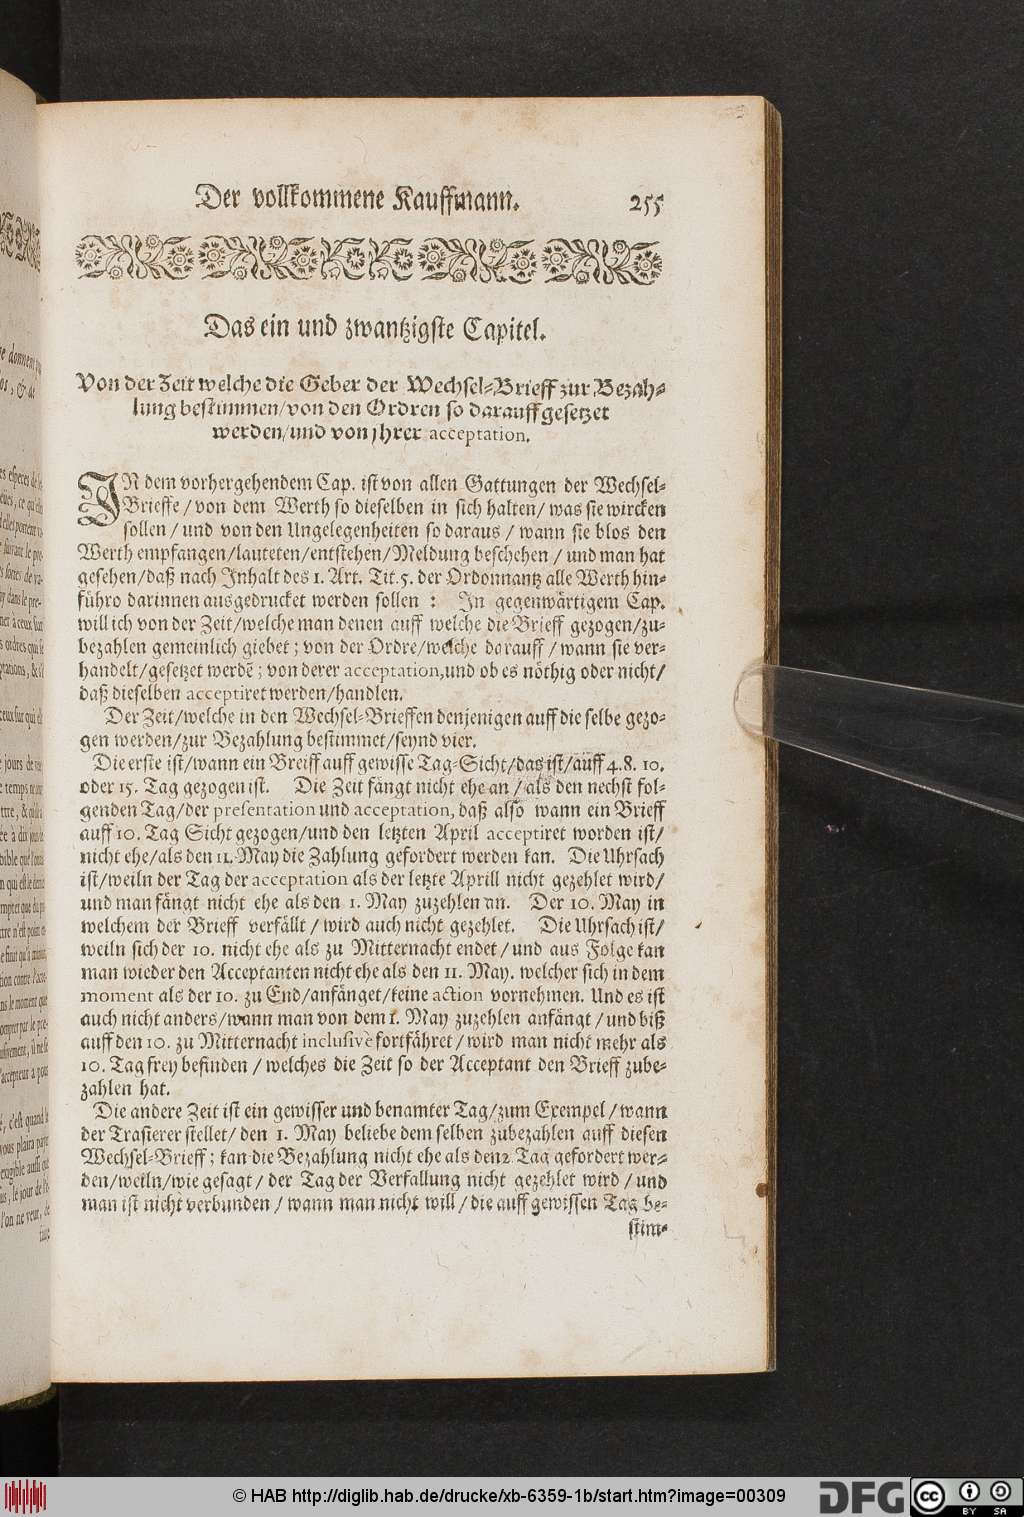 Der vollkommene Kauffmann. 255
Das ein und zwantzigste Capitel.
Von der Zeit welche die Geber der Wechsel-Brieff zur Bezah-
lung bestimmen/von den Ordren so darauff gesetzet
werden/und von jhrer acceptation.
IN dem vorhergehendem Cap. ist von allen Gattungen der Wechsel-
Brieffe / von dem Werth so dieselben in sich halten/ was sie wircken
sollen / und von den Ungelegenheiten so daraus / wann sie blos den
Werth empfangen/lauteten/entstehen/Meldung beschehen / und man hat
gesehen/daß nach Inhalt des 1. Art. Tit. 5. der Ordonnantz alle Werth hin-
führo darinnen ausgedrucket werden sollen : In gegenwärtigem Cap.
will ich von der Zeit/welche man denen auff welche die Brieff gezogen/zu-
bezahlen gemeinlich giebet ; von der Ordre/welche darauff / wann sie ver-
handelt/gesetzet werdē ; von derer acceptation,und ob es nöthig oder nicht/
daß dieselben acceptiret werden/handlen.
Der Zeit/welche in den Wechsel-Brieffen denjenigen auff die selbe gezo-
gen werden/zur Bezahlung bestimmet/seynd vier.
Die erste ist/wann ein Breiff auff gewisse Tag-Sicht/das ist/auff 4. 8. 10.
oder 15. Tag gezogen ist. Die Zeit fängt nicht ehe an / als den nechst fol-
genden Tag/der presentation und acceptation, daß also wann ein Brieff
auff 10. Tag Sicht gezogen/und den letzten April acceptiret worden ist/
nicht ehe/als den 11. May die Zahlung gefordert werden kan. Die Uhrsach
ist/weiln der Tag der acceptation als der letzte Aprill nicht gezehlet wird/
und man fängt nicht ehe als den 1. May zuzehlen an. Der 10. May in
welchem der Brieff verfällt / wird auch nicht gezehlet. Die Uhrsach ist/
weiln sich der 10. nicht ehe als zu Mitternacht endet / und aus Folge kan
man wieder den Acceptanten nicht ehe als den 11. May. welcher sich in dem
moment als der 10. zu End/anfänget/keine action vornehmen. Und es ist
auch nicht anders/wann man von dem 1. May zuzehlen anfängt / und biß
auff den 10. zu Mitternacht inclusivè fortfähret / wird man nicht mehr als
10. Tag frey befinden / welches die Zeit so der Acceptant den Brieff zube-
zahlen hat.
Die andere Zeit ist ein gewisser und benamter Tag/zum Exempel / wann
der Trasierer stellet/ den 1. May beliebe dem selben zubezahlen auff diesen
Wechsel-Brieff ; kan die Bezahlung nicht ehe als den 2. Tag gefordert wer-
den/weiln/wie gesagt / der Tag der Verfallung nicht gezehlet wird / und
man ist nicht verbunden / wann man nicht will / die auff gewissen Tag be-
stim-
© HAB http://diglib.hab.de/drucke/xb-6359-1b/start.htm?image=00309
DFG cc BY SA